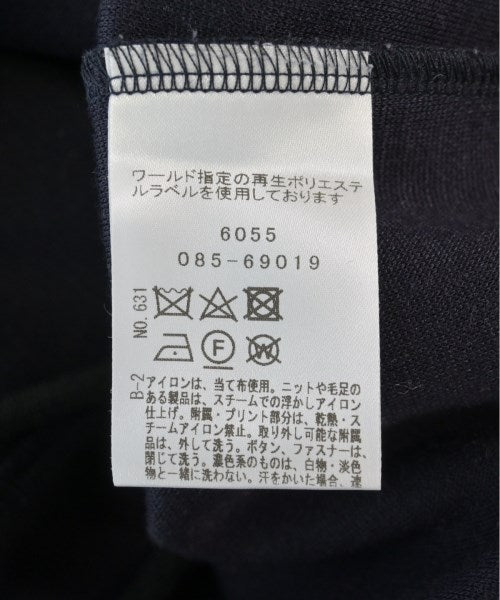 ワールド指定の再生ポリエステ
ルラベルを使用しております
6055
085-69019
NO.631
F
W
B-2
アイロンは、当て布使用。ニットや毛足の
ある製品は、スチームでの浮かしアイロン
仕上げ。附属・プリント部分は、乾熱・ス
チームアイロン禁止。取り外し可能な附属
品は、外して洗う。ボタン、ファスナーは、
閉じて洗う。濃色系のものは、白物・淡色
物と一緒に洗わない。汗をかいた場合、速